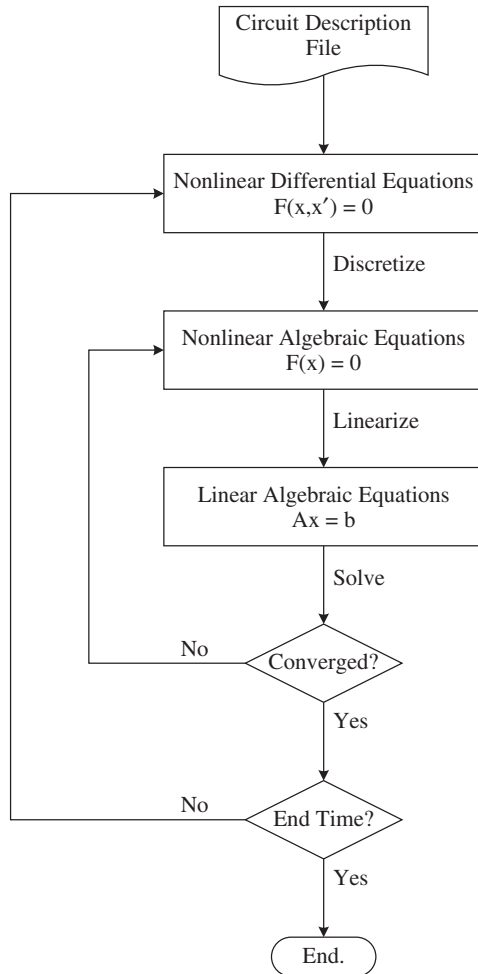 Circuit Description
File
Nonlinear Differential Equations
F(x,x′) = 0
Discretize
Nonlinear Algebraic Equations
F(x) = 0
Linearize
Linear Algebraic Equations
Ax = b
Solve
No
Converged?
Yes
No
End Time?
Yes
End.